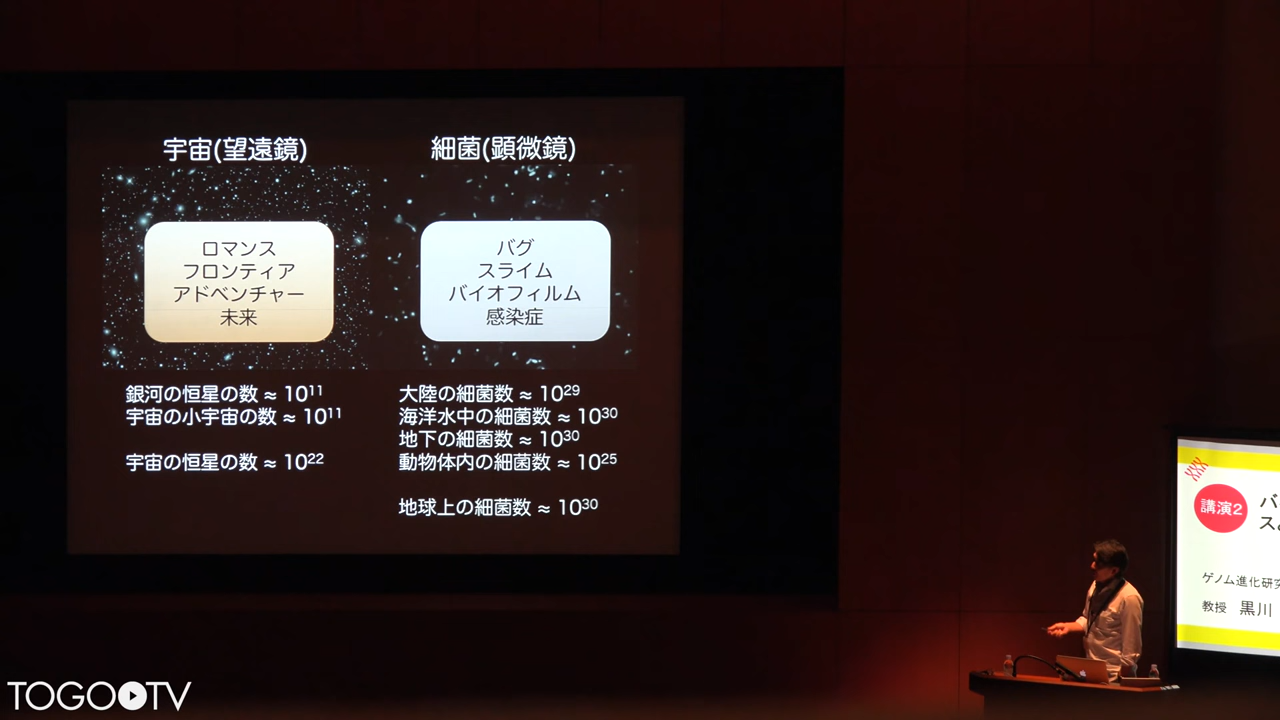 宇宙(望遠鏡)
ロマンス
フロンティア
アドベンチャー
未来
銀河の恒星の数 ≈ 10¹¹
宇宙の小宇宙の数 ≈ 10¹¹
宇宙の恒星の数 ≈ 10²²
細菌(顕微鏡)
バグ
スライム
バイオフィルム
感染症
大陸の細菌数 ≈ 10²⁹
海洋水中の細菌数 ≈ 10³⁰
地下の細菌数 ≈ 10³⁰
動物体内の細菌数 ≈ 10²⁵
地球上の細菌数 ≈ 10³⁰
講演2
バ
ス
ゲノム進化研究
教授 黒川
TOGOTV